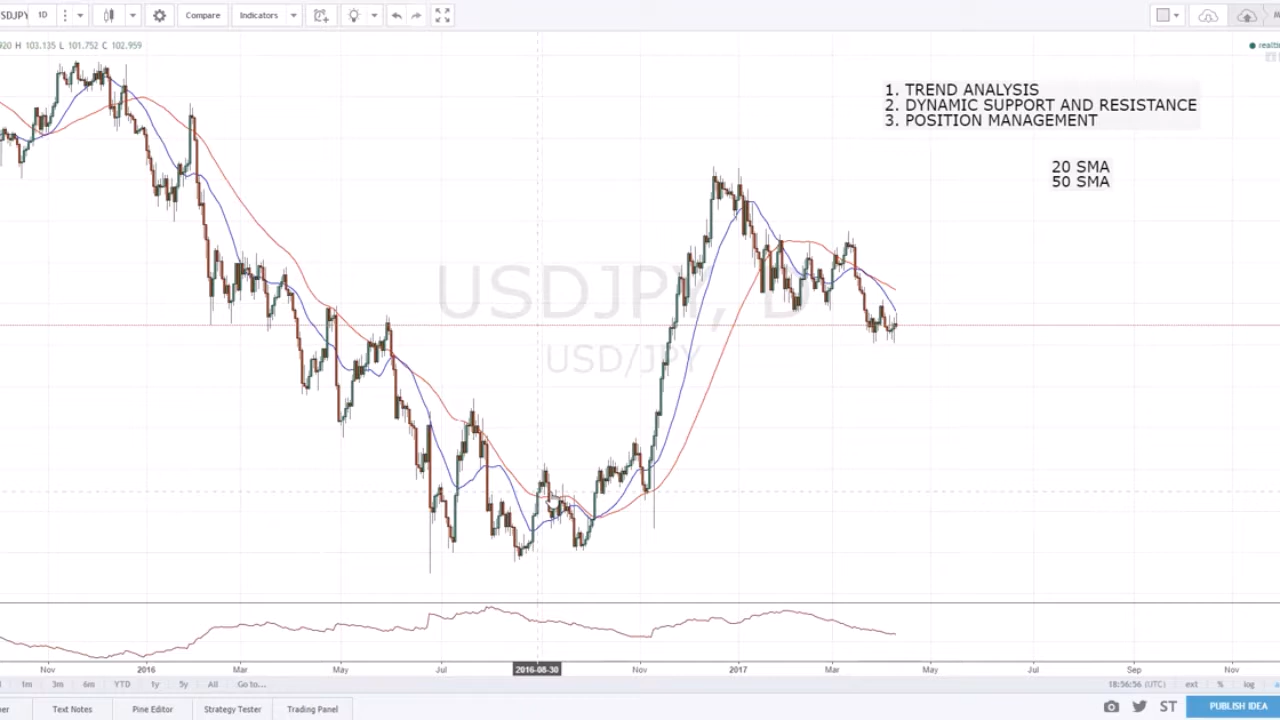 SDJPY 1D Compare Indicators
920 H 103.135 L 101.752 C 102.959
realti
1. TREND ANALYSIS
2. DYNAMIC SUPPORT AND RESISTANCE
3. POSITION MANAGEMENT
20 SMA
50 SMA
USDJPY, D
USD/JPY
Nov 2016 Mar May Jul 2016-08-30 Nov 2017 Mar May Jul Sep Nov
1m 3m 6m YTD 1y 5y All Go to... 18:56:56 (UTC) ext % log
er Text Notes Pine Editor Strategy Tester Trading Panel ST PUBLISH IDEA